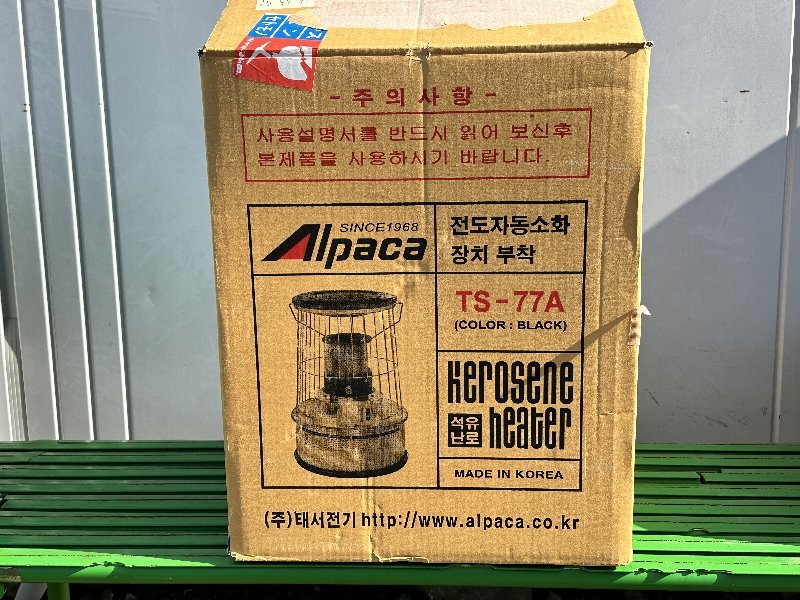 - 주 의 사 항 -
사용설명서를 반드시 읽어 보신후
본제품을 사용하시기 바랍니다.
SINCE1968
Alpaca
전도자동소화
장치 부착
TS-77A
(COLOR : BLACK)
Kerosene
석유
난로
heater
MADE IN KOREA
(주)태서전기 http://www.alpaca.co.kr